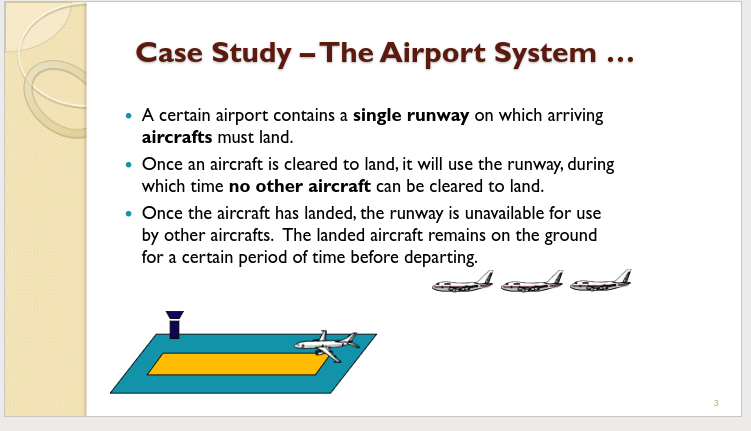 Case Study – The Airport System …
• A certain airport contains a single runway on which arriving
aircrafts must land.
• Once an aircraft is cleared to land, it will use the runway, during
which time no other aircraft can be cleared to land.
• Once the aircraft has landed, the runway is unavailable for use
by other aircrafts.  The landed aircraft remains on the ground
for a certain period of time before departing.
3